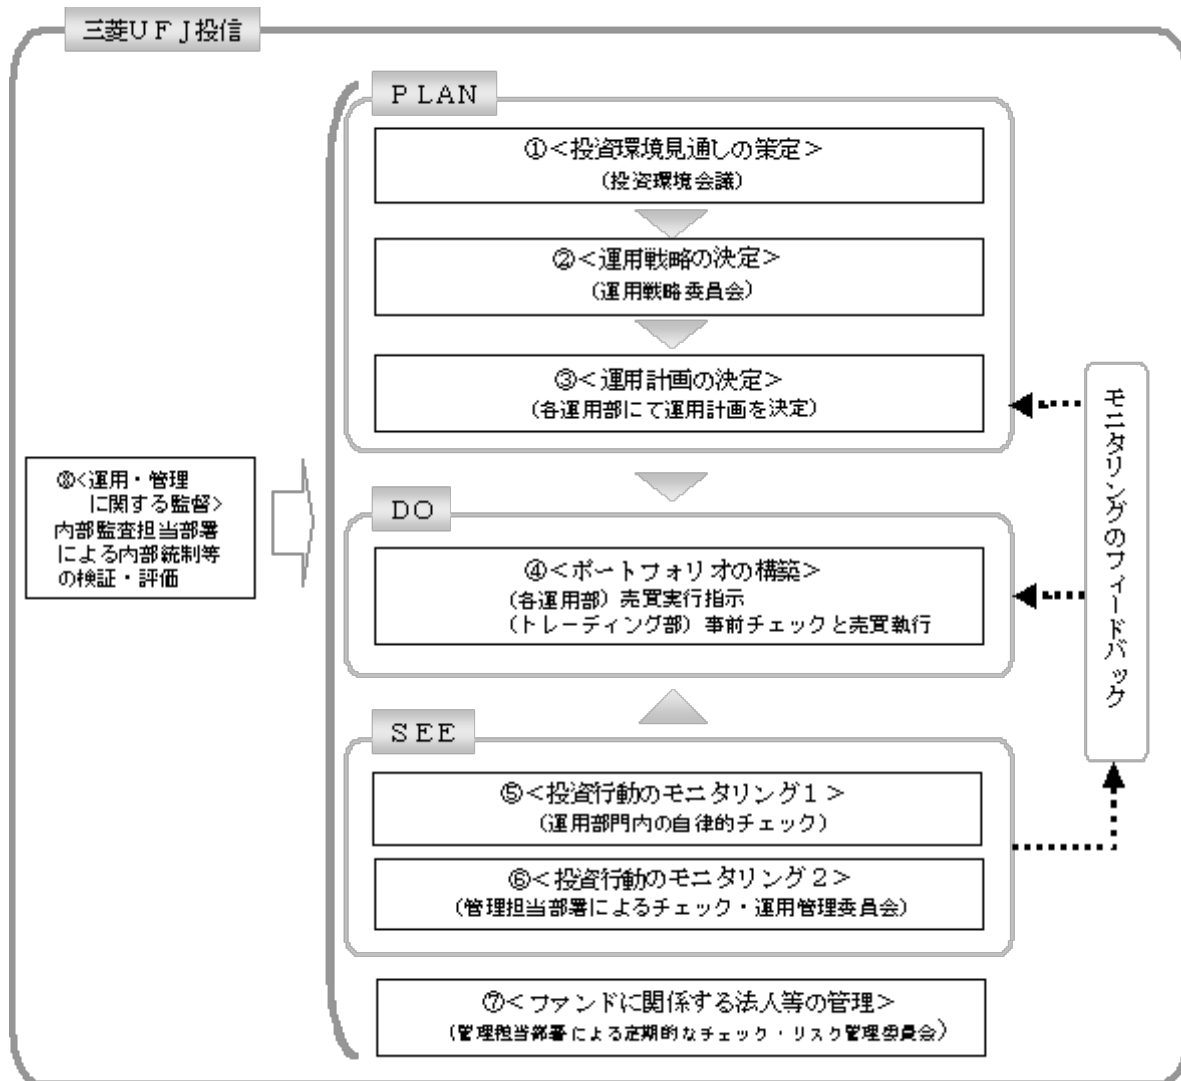 三菱ＵＦＪ投信
ＰＬＡＮ
①＜投資環境見通しの策定＞
（投資環境会議）
②＜運用戦略の決定＞
（運用戦略委員会）
③＜運用計画の決定＞
（各運用部にて運用計画を決定）
⑧＜運用・管理
に関する監督＞
内部監査担当部署
による内部統制等
の検証・評価
ＤＯ
④＜ポートフォリオの構築＞
（各運用部）売買実行指示
（トレーディング部）事前チェックと売買執行
ＳＥＥ
⑤＜投資行動のモニタリング１＞
（運用部門内の自律的チェック）
⑥＜投資行動のモニタリング２＞
（管理担当部署によるチェック・運用管理委員会）
⑦＜ファンドに関係する法人等の管理＞
（管理担当部署による定期的なチェック・リスク管理委員会）
モニタリングのフィードバック